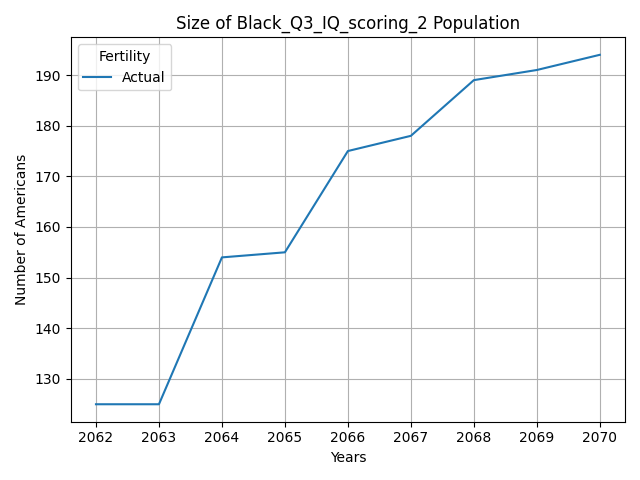 Size of Black_Q3_IQ_scoring_2 Population
Fertility
Actual
Number of Americans
190
180
170
160
150
140
130
2062 2063 2064 2065 2066 2067 2068 2069 2070
Years